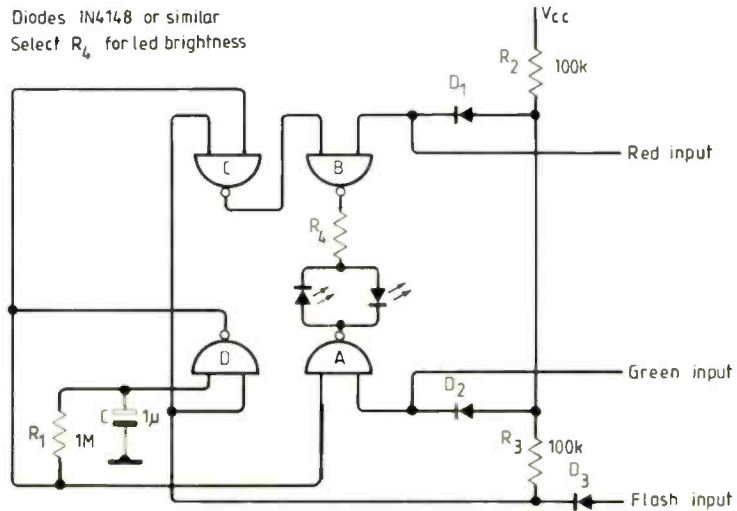 Diodes 1N4148 or similar
Select R4 for led brightness
Vcc
R2 100k
D1
C
B
Red input
R4
D
A
Green input
D2
R1 1M
C 1µ
R3 100k
D3
Flash input